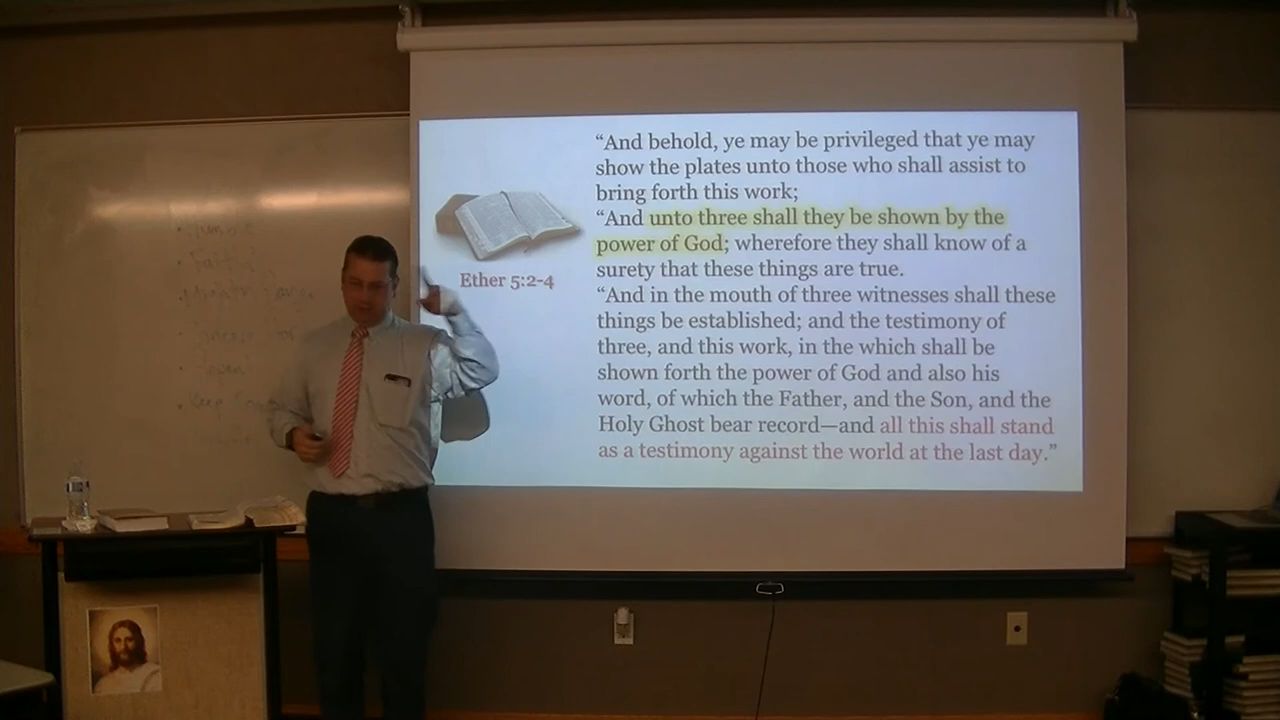 “And behold, ye may be privileged that ye may
show the plates unto those who shall assist to
bring forth this work;
“And unto three shall they be shown by the
power of God; wherefore they shall know of a
surety that these things are true.
“And in the mouth of three witnesses shall these
things be established; and the testimony of
three, and this work, in the which shall be
shown forth the power of God and also his
word, of which the Father, and the Son, and the
Holy Ghost bear record—and all this shall stand
as a testimony against the world at the last day.”
Ether 5:2-4